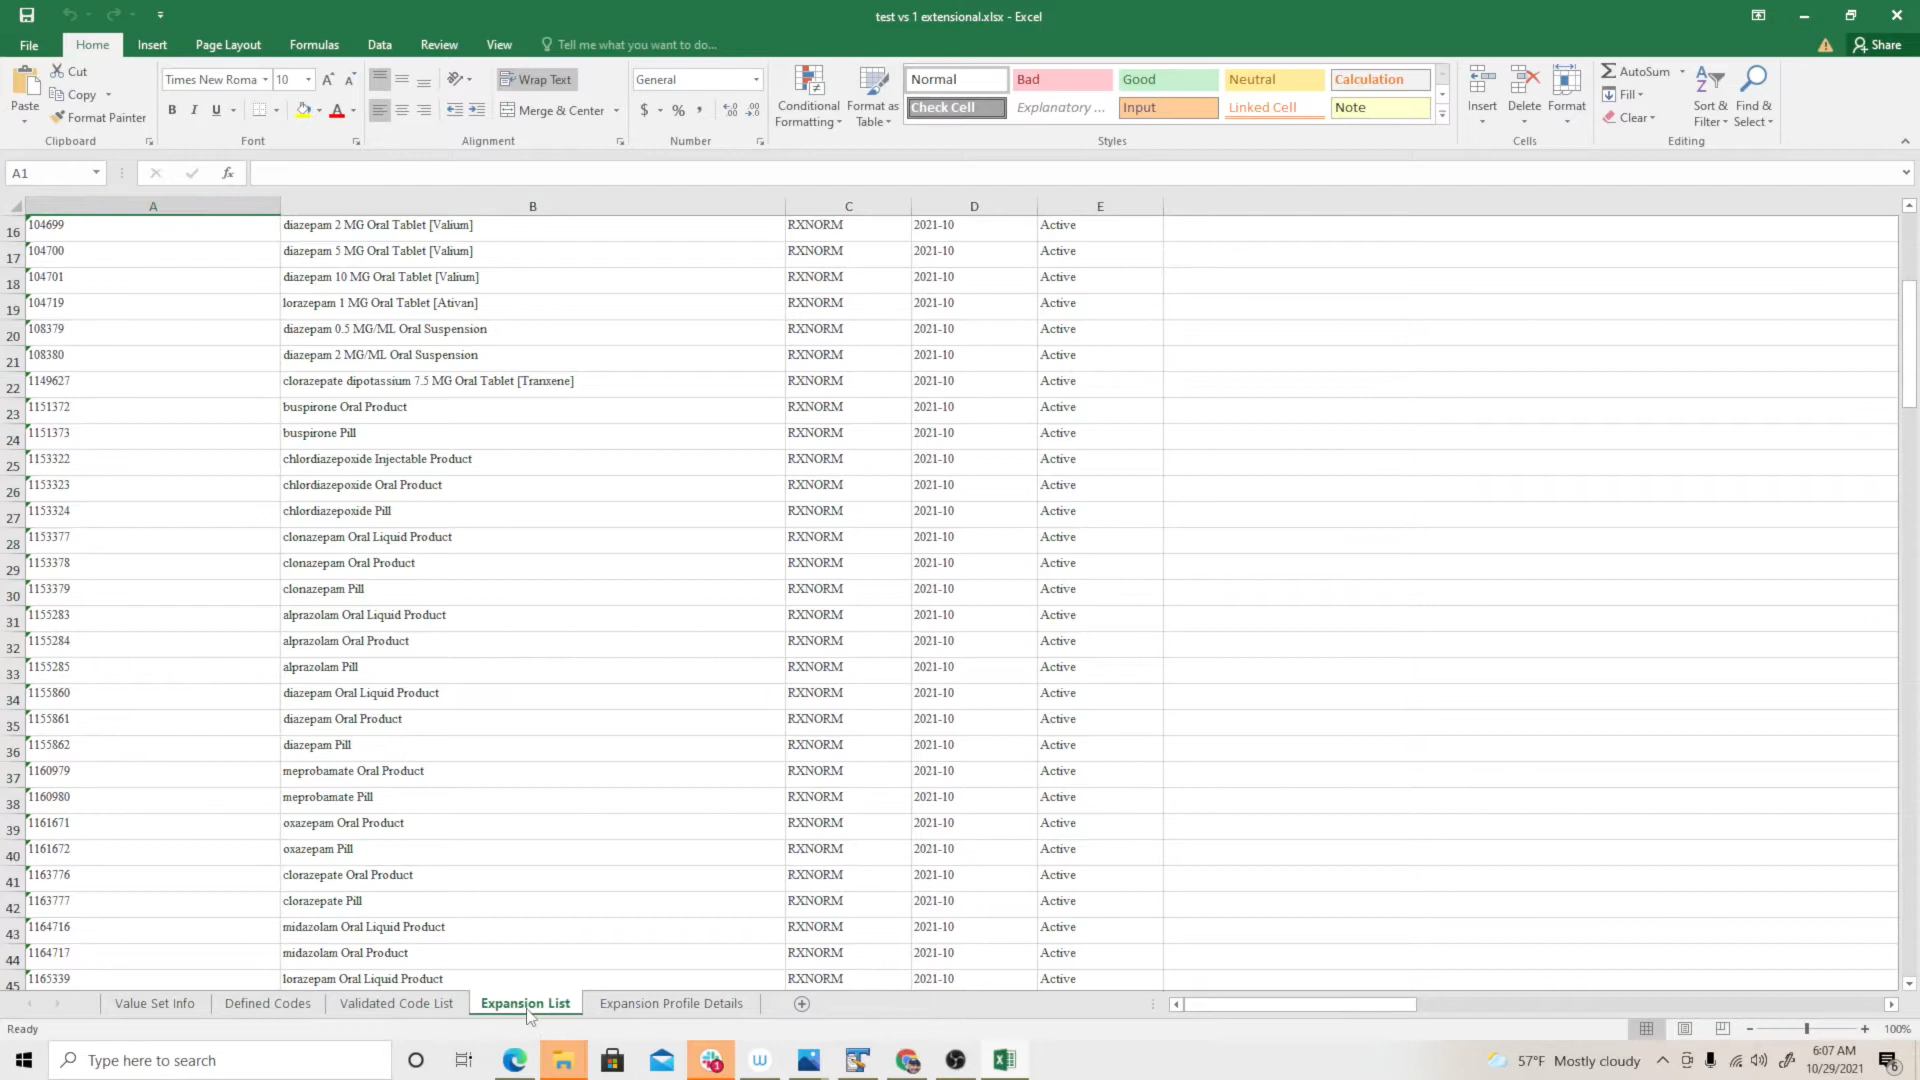 test vs 1 extensional.xlsx - Excel
File Home Insert Page Layout Formulas Data Review View Tell me what you want to do... Share
Paste Cut Copy Format Painter Clipboard
Times New Roma 10 B I U A Font
Wrap Text Merge & Center Alignment
General $ % , Number
Conditional Formatting Format as Table
Normal Bad Good Neutral Calculation
Check Cell Explanatory ... Input Linked Cell Note
Styles
Insert Delete Format Cells
AutoSum Fill Clear Sort & Filter Find & Select Editing
A1 fx
A B C D E
16 104699 diazepam 2 MG Oral Tablet [Valium] RXNORM 2021-10 Active
17 104700 diazepam 5 MG Oral Tablet [Valium] RXNORM 2021-10 Active
18 104701 diazepam 10 MG Oral Tablet [Valium] RXNORM 2021-10 Active
19 104719 lorazepam 1 MG Oral Tablet [Ativan] RXNORM 2021-10 Active
20 108379 diazepam 0.5 MG/ML Oral Suspension RXNORM 2021-10 Active
21 108380 diazepam 2 MG/ML Oral Suspension RXNORM 2021-10 Active
22 1149627 clorazepate dipotassium 7.5 MG Oral Tablet [Tranxene] RXNORM 2021-10 Active
23 1151372 buspirone Oral Product RXNORM 2021-10 Active
24 1151373 buspirone Pill RXNORM 2021-10 Active
25 1153322 chlordiazepoxide Injectable Product RXNORM 2021-10 Active
26 1153323 chlordiazepoxide Oral Product RXNORM 2021-10 Active
27 1153324 chlordiazepoxide Pill RXNORM 2021-10 Active
28 1153377 clonazepam Oral Liquid Product RXNORM 2021-10 Active
29 1153378 clonazepam Oral Product RXNORM 2021-10 Active
30 1153379 clonazepam Pill RXNORM 2021-10 Active
31 1155283 alprazolam Oral Liquid Product RXNORM 2021-10 Active
32 1155284 alprazolam Oral Product RXNORM 2021-10 Active
33 1155285 alprazolam Pill RXNORM 2021-10 Active
34 1155860 diazepam Oral Liquid Product RXNORM 2021-10 Active
35 1155861 diazepam Oral Product RXNORM 2021-10 Active
36 1155862 diazepam Pill RXNORM 2021-10 Active
37 1160979 meprobamate Oral Product RXNORM 2021-10 Active
38 1160980 meprobamate Pill RXNORM 2021-10 Active
39 1161671 oxazepam Oral Product RXNORM 2021-10 Active
40 1161672 oxazepam Pill RXNORM 2021-10 Active
41 1163776 clorazepate Oral Product RXNORM 2021-10 Active
42 1163777 clorazepate Pill RXNORM 2021-10 Active
43 1164716 midazolam Oral Liquid Product RXNORM 2021-10 Active
44 1164717 midazolam Oral Product RXNORM 2021-10 Active
45 1165339 lorazepam Oral Liquid Product RXNORM 2021-10 Active
Value Set Info Defined Codes Validated Code List Expansion List Expansion Profile Details
Ready 100%
Type here to search 57°F Mostly cloudy 6:07 AM
10/29/2021